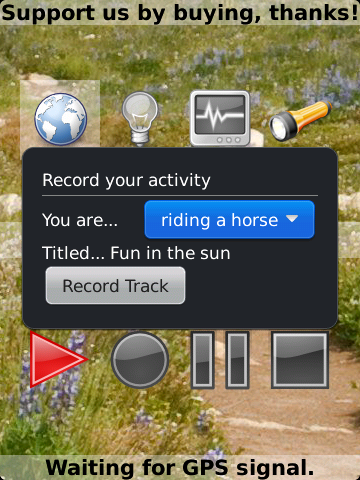 Support us by buying, thanks!
Record your activity
You are... riding a horse
Titled... Fun in the sun
Record Track
Waiting for GPS signal.